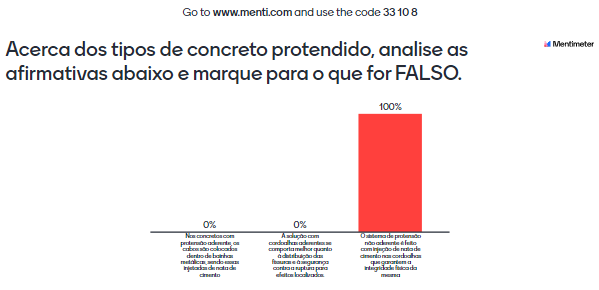 Go to www.menti.com and use the code 33 10 8
Acerca dos tipos de concreto protendido, analise as
afirmativas abaixo e marque para o que for FALSO.
Mentimeter
100%
0%
0%
Nos concretos com
protensão aderente, os
cabos são colocados
dentro de bainhas
metálicas, sendo essas
injetadas de nata de
cimento
A solução com
cordoalhas aderentes se
comporta melhor quanto
à distribuição das
fissuras e à segurança
contra a ruptura para
efeitos localizados
O sistema de protensão
não aderente é feito
com injeção de nata de
cimento nas cordoalhas
que garantem a
integridade física da
mesma